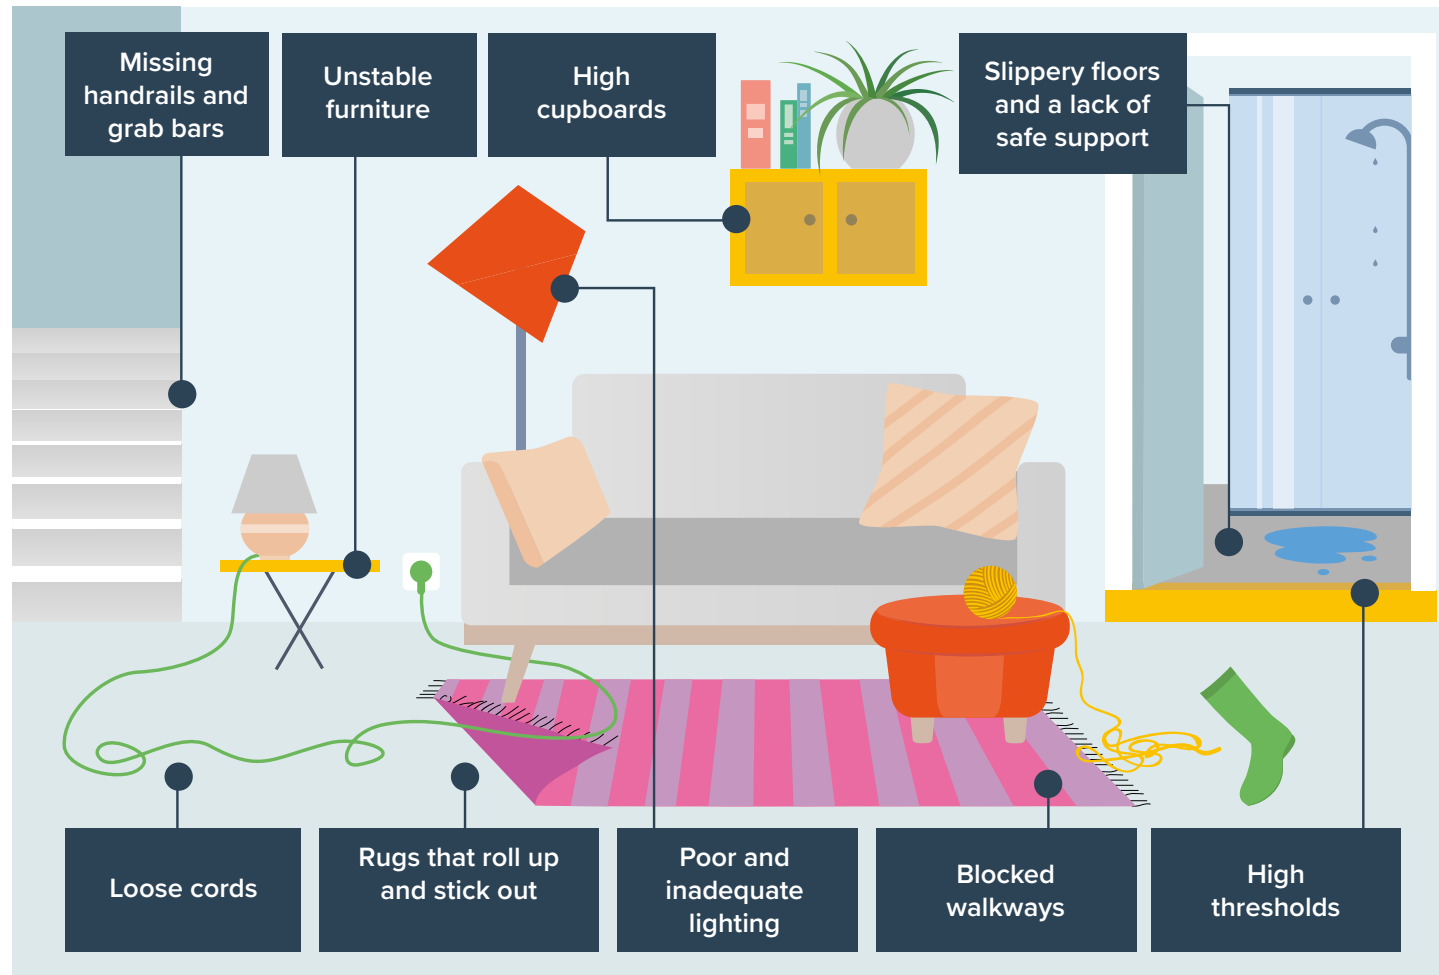 Missing
handrails and
grab bars
Unstable
furniture
High
cupboards
Slippery floors
and a lack of
safe support
Loose cords
Rugs that roll up
and stick out
Poor and
inadequate
lighting
Blocked
walkways
High
thresholds